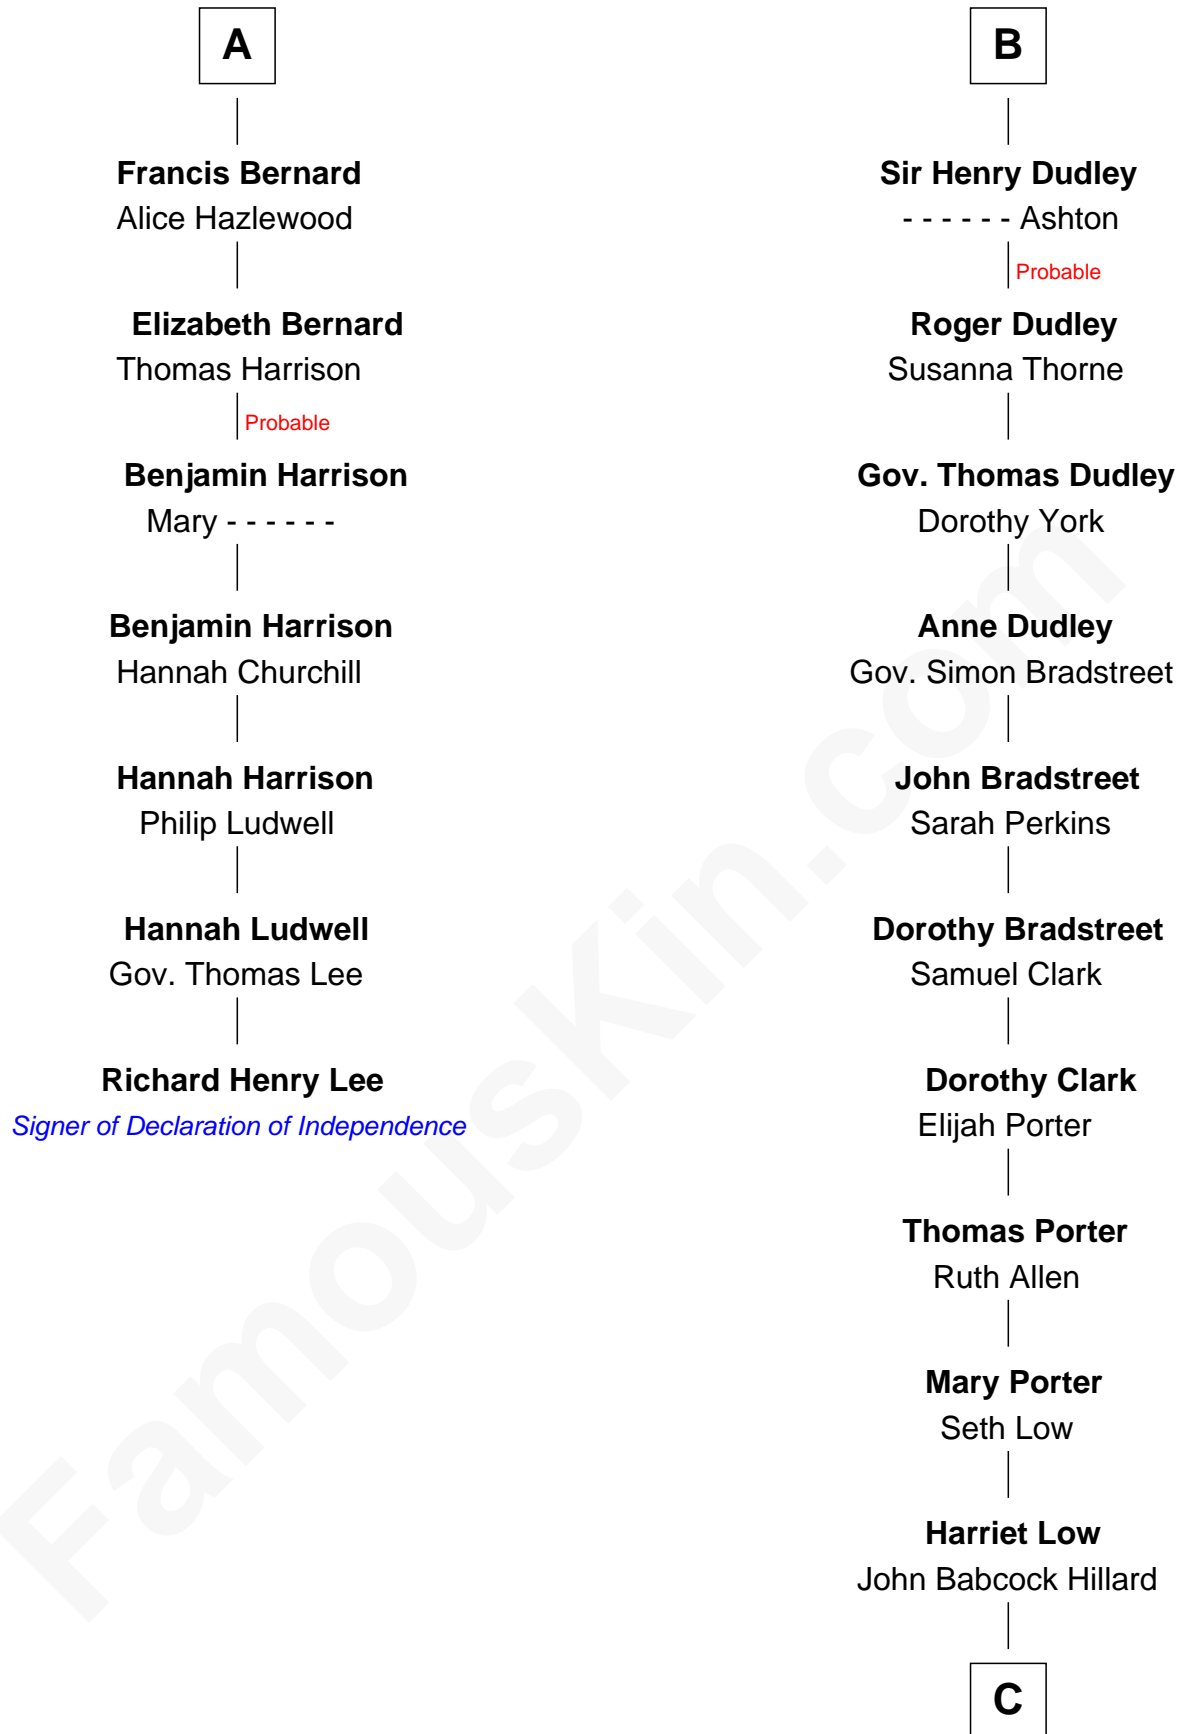 A
Francis Bernard
Alice Hazlewood
Elizabeth Bernard
Thomas Harrison
Probable
Benjamin Harrison
Mary - - - - - -
Benjamin Harrison
Hannah Churchill
Hannah Harrison
Philip Ludwell
Hannah Ludwell
Gov. Thomas Lee
Richard Henry Lee
Signer of Declaration of Independence
B
Sir Henry Dudley
- - - - - - Ashton
Probable
Roger Dudley
Susanna Thorne
Gov. Thomas Dudley
Dorothy York
Anne Dudley
Gov. Simon Bradstreet
John Bradstreet
Sarah Perkins
Dorothy Bradstreet
Samuel Clark
Dorothy Clark
Elijah Porter
Thomas Porter
Ruth Allen
Mary Porter
Seth Low
Harriet Low
John Babcock Hillard
C
FamousKin.com